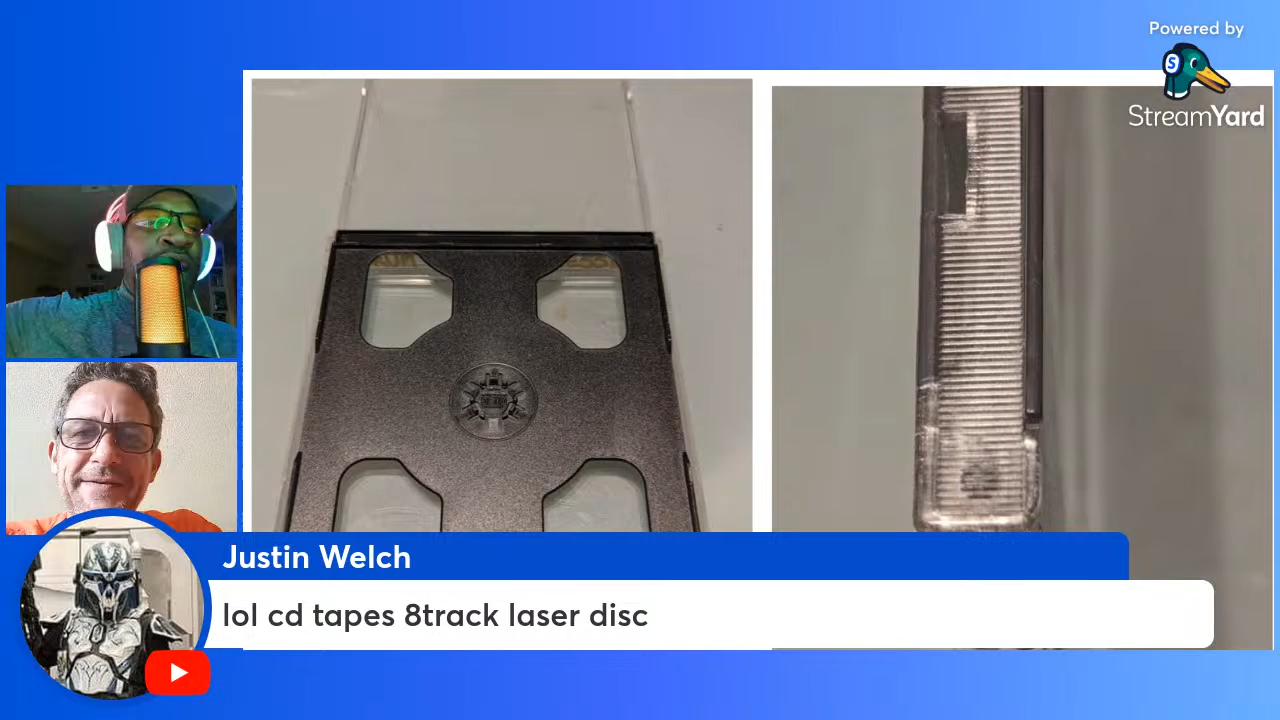 Powered by
StreamYard
Justin Welch
lol cd tapes 8track laser disc